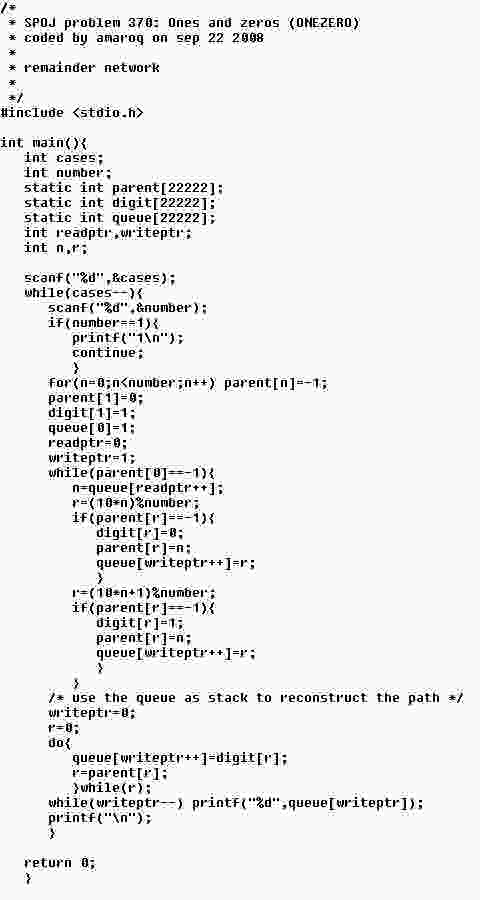 /*
 * SPOJ problem 370: Ones and zeros (ONEZERO)
 * coded by amaroq on sep 22 2008
 *
 * remainder network
 *
 */
#include <stdio.h>

int main(){
   int cases;
   int number;
   static int parent[22222];
   static int digit[22222];
   static int queue[22222];
   int readptr,writeptr;
   int n,r;

   scanf("%d",&cases);
   while(cases--){
      scanf("%d",&number);
      if(number==1){
         printf("1\n");
         continue;
         }
      for(n=0;n<number;n++) parent[n]=-1;
      parent[1]=0;
      digit[1]=1;
      queue[0]=1;
      readptr=0;
      writeptr=1;
      while(parent[0]==-1){
         n=queue[readptr++];
         r=(10*n)%number;
         if(parent[r]==-1){
            digit[r]=0;
            parent[r]=n;
            queue[writeptr++]=r;
            }
         r=(10*n+1)%number;
         if(parent[r]==-1){
            digit[r]=1;
            parent[r]=n;
            queue[writeptr++]=r;
            }
         }
      /* use the queue as stack to reconstruct the path */
      writeptr=0;
      r=0;
      do{
         queue[writeptr++]=digit[r];
         r=parent[r];
         }while(r);
      while(writeptr--) printf("%d",queue[writeptr]);
      printf("\n");
      }

   return 0;
   }